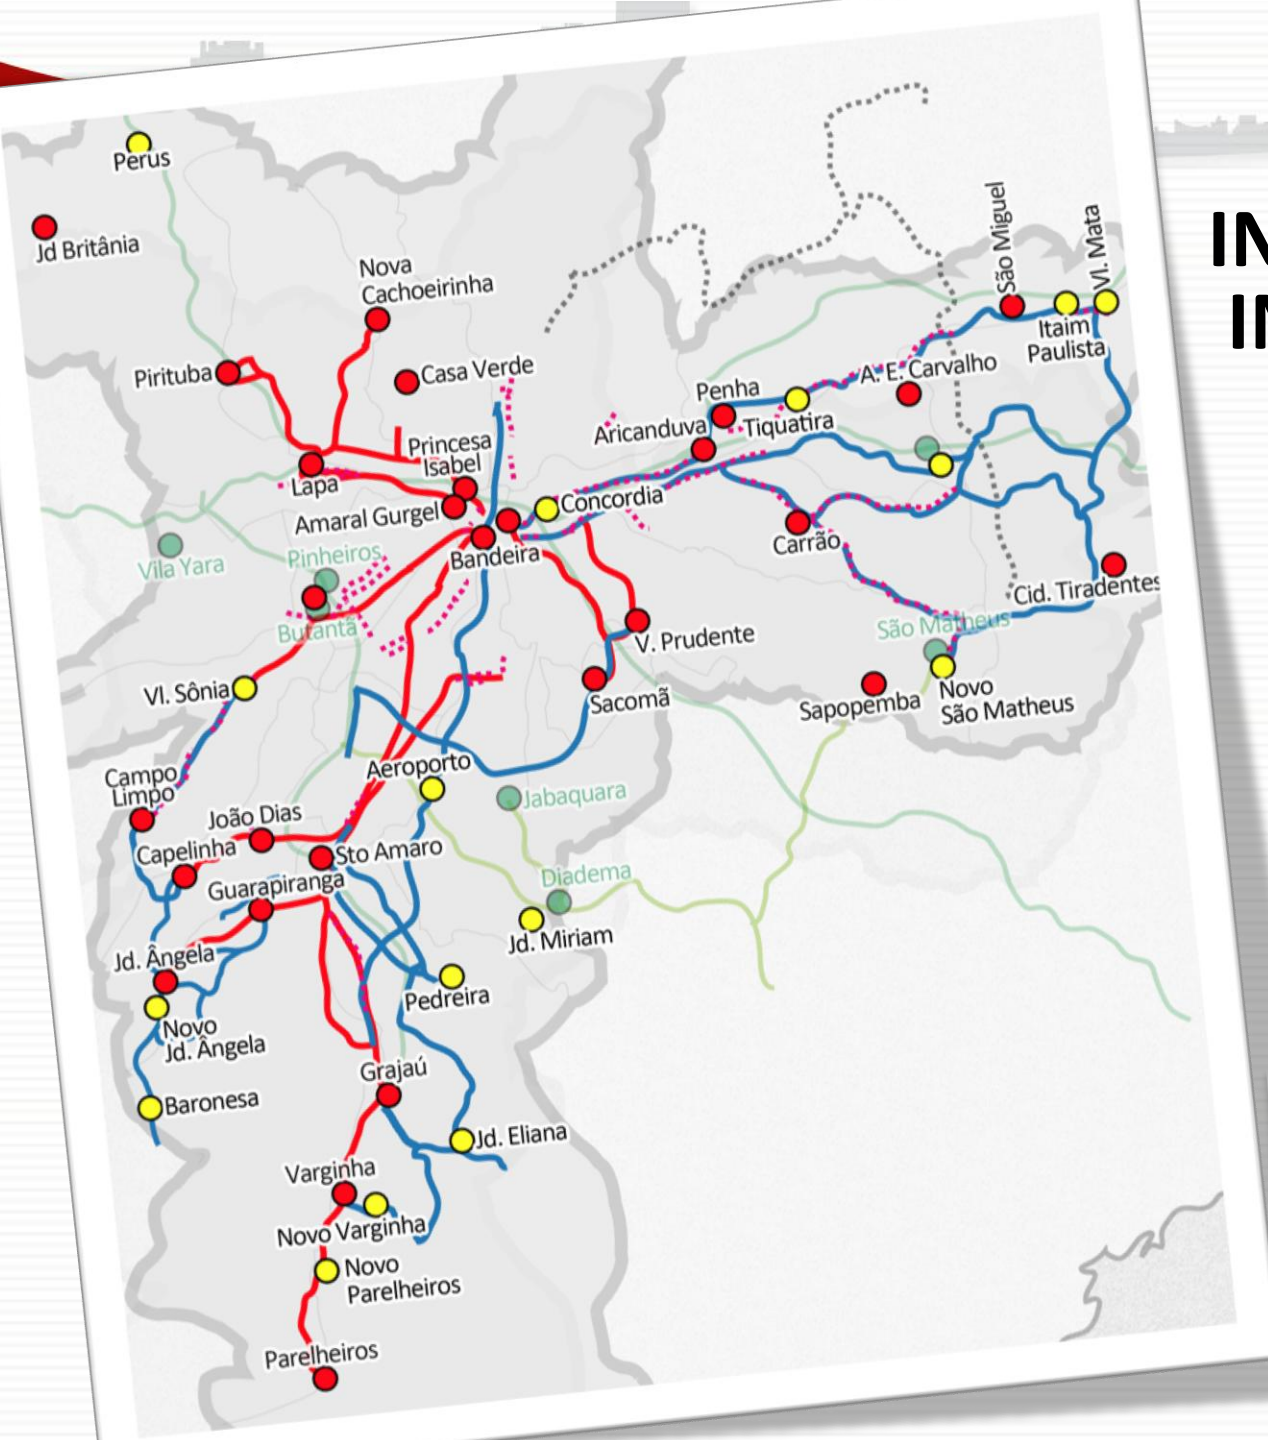 Perus
Jd Britânia
Nova
Cachoeirinha
Pirituba
Casa Verde
Princesa
Isabel
Lapa
Amaral Gurgel
Bandeira
Concordia
Vila Yara
Pinheiros
Butantã
Vl. Sônia
Campo
Limpo
São Miguel
Vl. Mata
Itaim
Paulista
A. E. Carvalho
Penha
Tiquatira
Aricanduva
Carrão
Cid. Tiradentes
São Matheus
Novo
São Matheus
Sapopemba
V. Prudente
Sacomã
Aeroporto
Jabaquara
João Dias
Capelinha
Sto Amaro
Guarapiranga
Diadema
Jd. Miriam
Jd. Ângela
Pedreira
Novo
Jd. Ângela
Baronesa
Grajaú
Jd. Eliana
Varginha
Novo Varginha
Novo
Parelheiros
Parelheiros